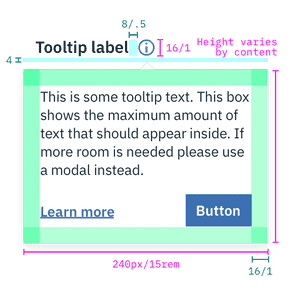 8/.5
Tooltip label
16/1
Height varies
by content
4
This is some tooltip text. This box
shows the maximum amount of
text that should appear inside. If
more room is needed please use
a modal instead.
Learn more
Button
240px/15rem
16/1